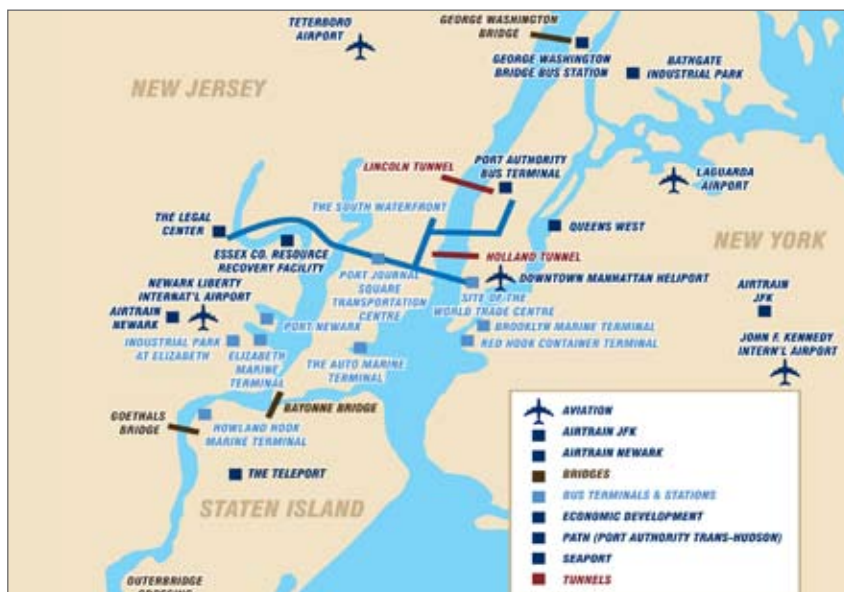 GEORGE WASHINGTON
BRIDGE
TETERBORO
AIRPORT
GEORGE WASHINGTON
BRIDGE BUS STATION
BATHGATE
INDUSTRIAL PARK
NEW JERSEY
LINCOLN TUNNEL
PORT AUTHORITY
BUS TERMINAL
LAGUARDA
AIRPORT
THE SOUTH WATERFRONT
THE LEGAL
CENTER
QUEENS WEST
NEW YORK
ESSEX CO. RESOURCE
RECOVERY FACILITY
HOLLAND TUNNEL
PORT JOURNAL
SQUARE
TRANSPORTATION
CENTRE
DOWNTOWN MANHATTAN HELIPORT
NEWARK LIBERTY
INTERNAT'L AIRPORT
SITE OF THE
WORLD TRADE CENTRE
AIRTRAIN
JFK
AIRTRAIN
NEWARK
PORT NEWARK
BROOKLYN MARINE TERMINAL
INDUSTRIAL PARK
AT ELIZABETH
ELIZABETH
MARINE
TERMINAL
THE AUTO MARINE
TERMINAL
RED HOOK CONTAINER TERMINAL
JOHN F. KENNEDY
INTERN'L AIRPORT
BAYONNE BRIDGE
GOETHALS
BRIDGE
HOWLAND HOOK
MARINE TERMINAL
THE TELEPORT
STATEN ISLAND
OUTERBRIDGE
AVIATION
AIRTRAIN JFK
AIRTRAIN NEWARK
BRIDGES
BUS TERMINALS & STATIONS
ECONOMIC DEVELOPMENT
PATH (PORT AUTHORITY TRANS-HUDSON)
SEAPORT
TUNNELS